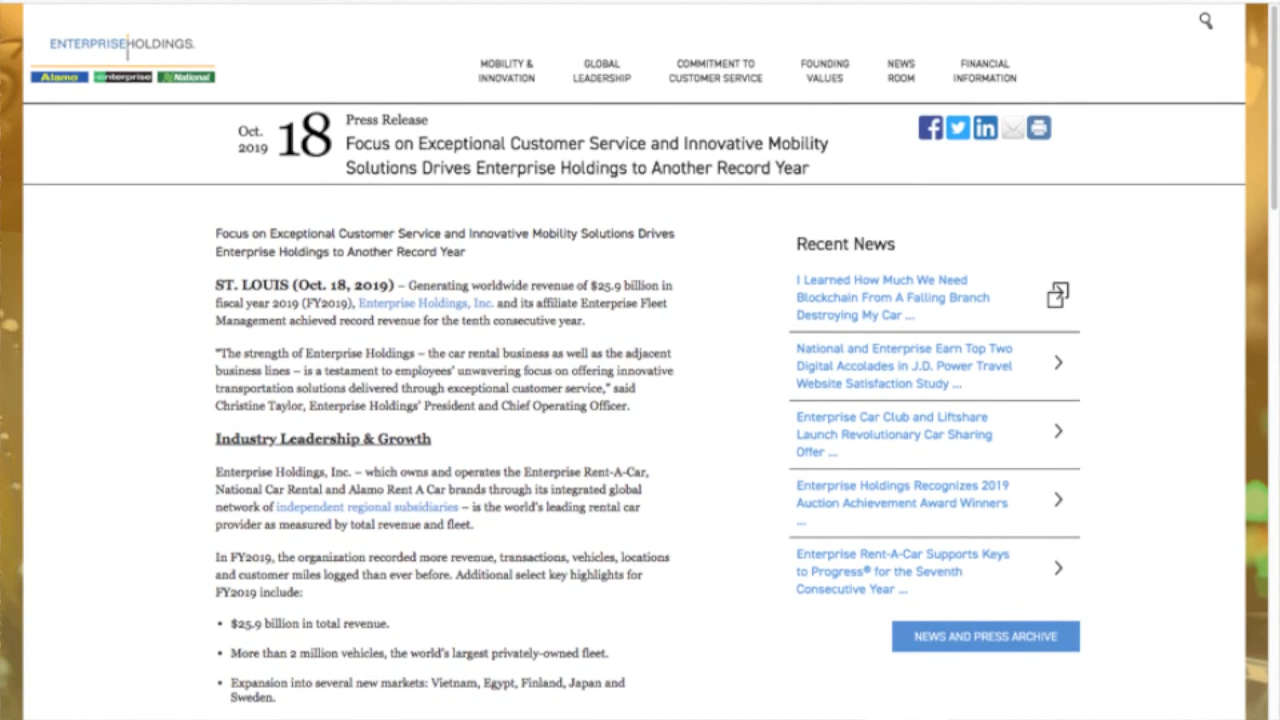 ENTERPRISE HOLDINGS.
Alamo enterprise National
MOBILITY &
INNOVATION
GLOBAL
LEADERSHIP
COMMITMENT TO
CUSTOMER SERVICE
FOUNDING
VALUES
NEWS
ROOM
FINANCIAL
INFORMATION
Oct.
2019
18
Press Release
Focus on Exceptional Customer Service and Innovative Mobility
Solutions Drives Enterprise Holdings to Another Record Year
Focus on Exceptional Customer Service and Innovative Mobility Solutions Drives
Enterprise Holdings to Another Record Year
ST. LOUIS (Oct. 18, 2019) – Generating worldwide revenue of $25.9 billion in
fiscal year 2019 (FY2019), Enterprise Holdings, Inc. and its affiliate Enterprise Fleet
Management achieved record revenue for the tenth consecutive year.
"The strength of Enterprise Holdings – the car rental business as well as the adjacent
business lines – is a testament to employees' unwavering focus on offering innovative
transportation solutions delivered through exceptional customer service," said
Christine Taylor, Enterprise Holdings' President and Chief Operating Officer.
Industry Leadership & Growth
Enterprise Holdings, Inc. – which owns and operates the Enterprise Rent-A-Car,
National Car Rental and Alamo Rent A Car brands through its integrated global
network of independent regional subsidiaries – is the world's leading rental car
provider as measured by total revenue and fleet.
In FY2019, the organization recorded more revenue, transactions, vehicles, locations
and customer miles logged than ever before. Additional select key highlights for
FY2019 include:
• $25.9 billion in total revenue.
• More than 2 million vehicles, the world's largest privately-owned fleet.
• Expansion into several new markets: Vietnam, Egypt, Finland, Japan and
Sweden.
Recent News
I Learned How Much We Need
Blockchain From A Falling Branch
Destroying My Car ...
National and Enterprise Earn Top Two
Digital Accolades in J.D. Power Travel
Website Satisfaction Study ...
Enterprise Car Club and Liftshare
Launch Revolutionary Car Sharing
Offer ...
Enterprise Holdings Recognizes 2019
Auction Achievement Award Winners
...
Enterprise Rent-A-Car Supports Keys
to Progress® for the Seventh
Consecutive Year ...
NEWS AND PRESS ARCHIVE